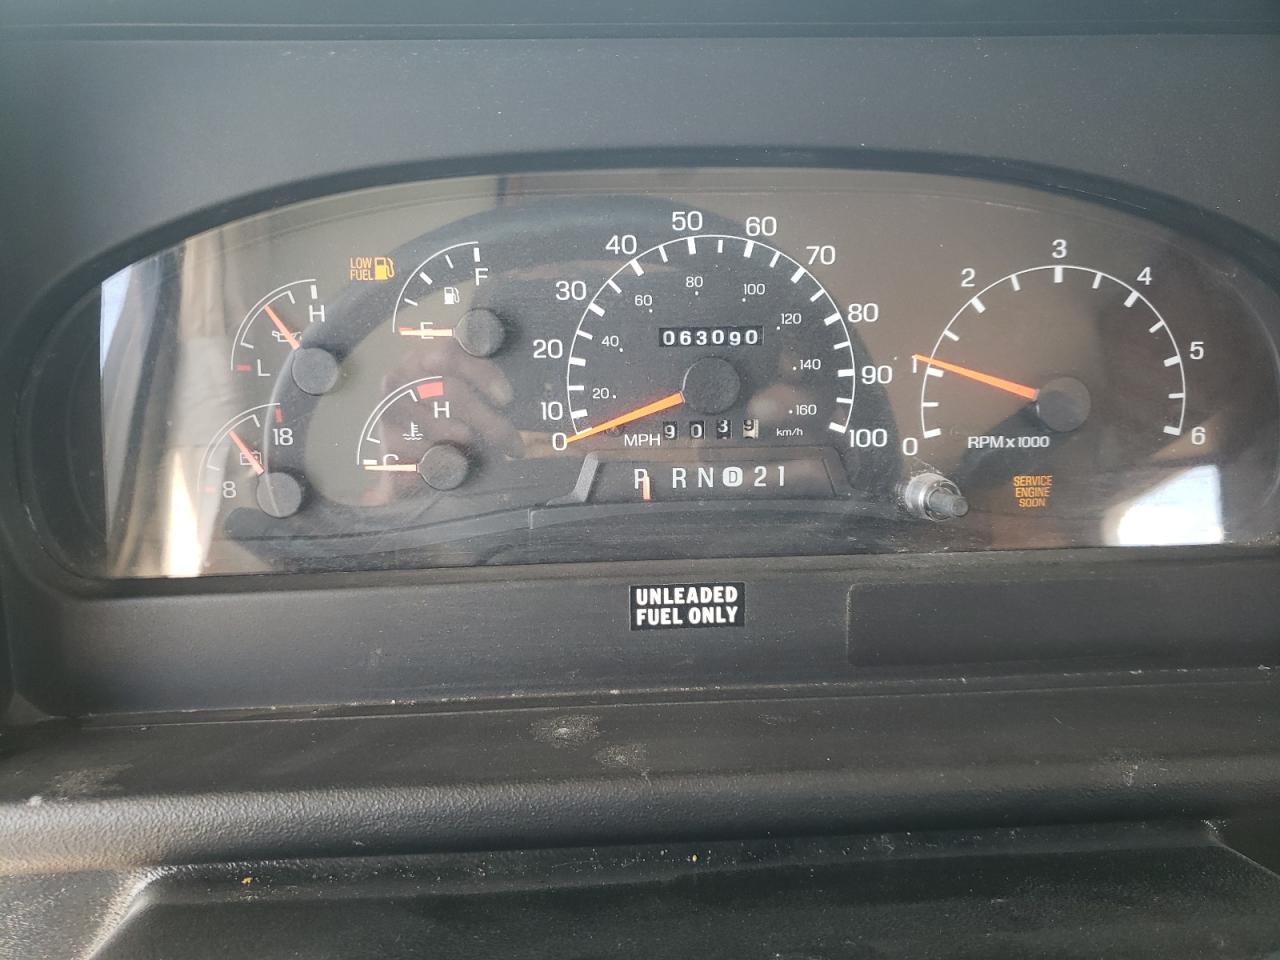 LOW
FUEL
F
E
H
L
H
C
18
8
0
10
20
30
40
50
60
70
80
90
100
20
40
60
80
100
120
140
160
063090
MPH
903
km/h
P R N D 2 1
0
1
2
3
4
5
6
RPM x 1000
SERVICE
ENGINE
SOON
UNLEADED
FUEL ONLY